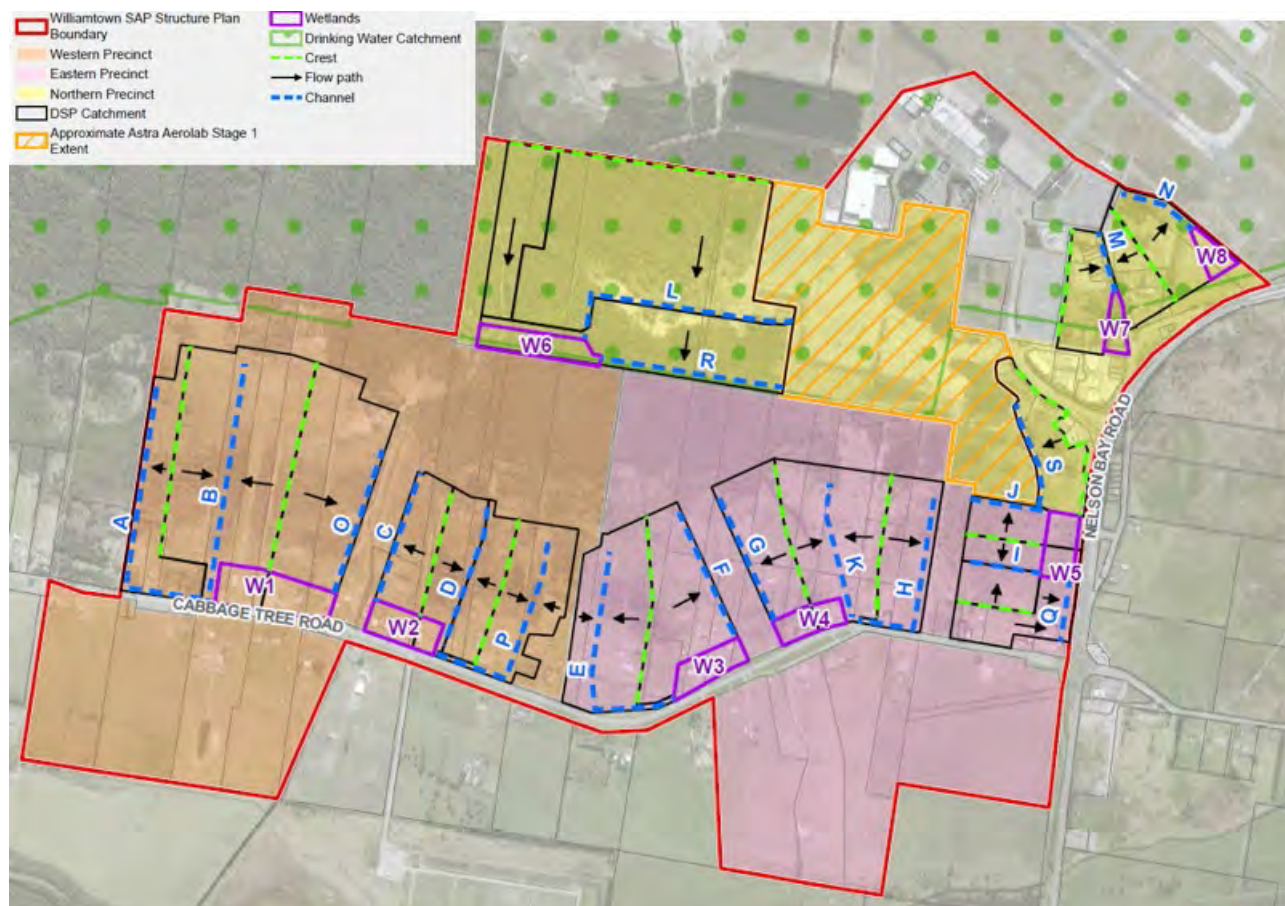 Williamtown SAP Structure Plan
Boundary
Western Precinct
Eastern Precinct
Northern Precinct
DSP Catchment
Approximate Astra Aerolab Stage 1
Extent
Wetlands
Drinking Water Catchment
Crest
Flow path
Channel
N
M
W8
W7
L
W6
R
S
NELSON BAY ROAD
A
B
O
C
D
P
E
F
G
K
H
J
I
Q
W1
W2
W3
W4
W5
CABBAGE TREE ROAD